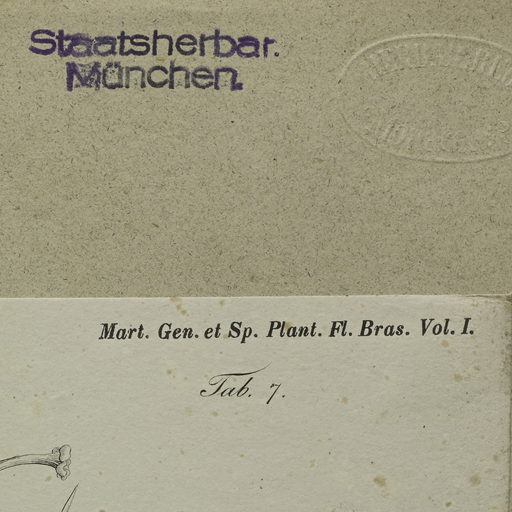 Staatsherbar.
München.
Mart. Gen. et Sp. Plant. Fl. Bras. Vol. I.
Tab. 7.